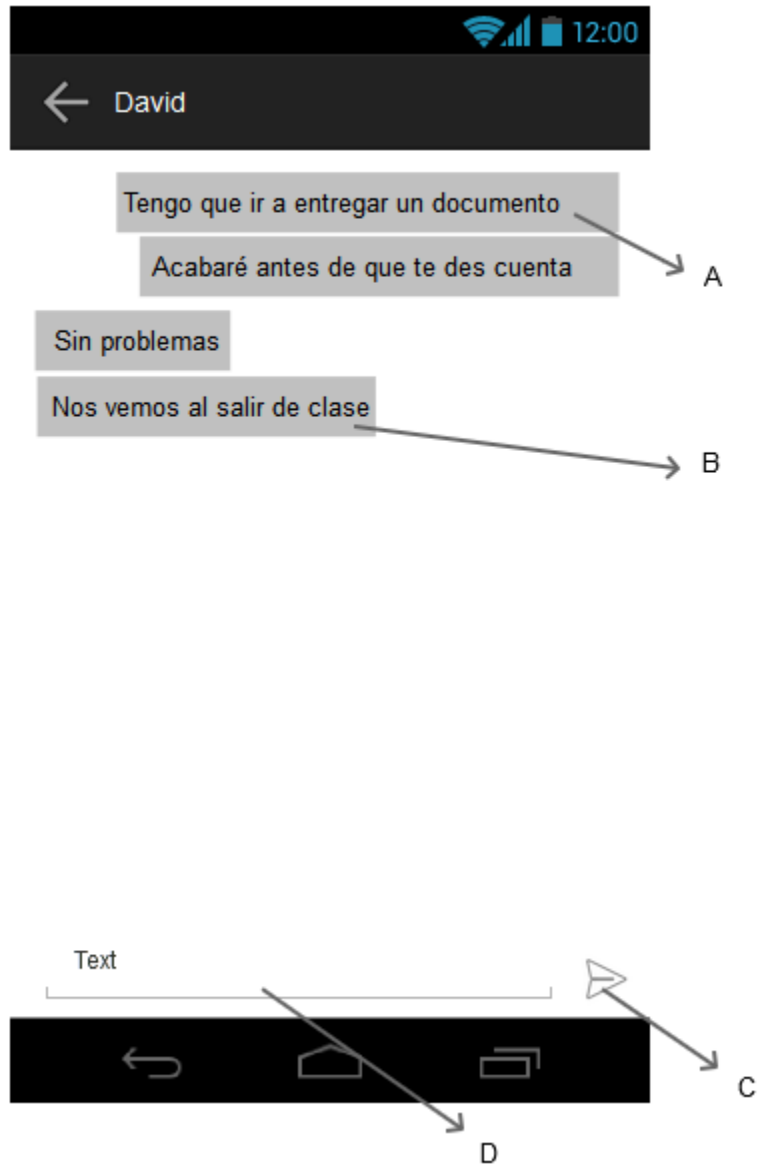 12:00
David
Tengo que ir a entregar un documento
A
Acabaré antes de que te des cuenta
Sin problemas
Nos vemos al salir de clase
B
Text
C
D